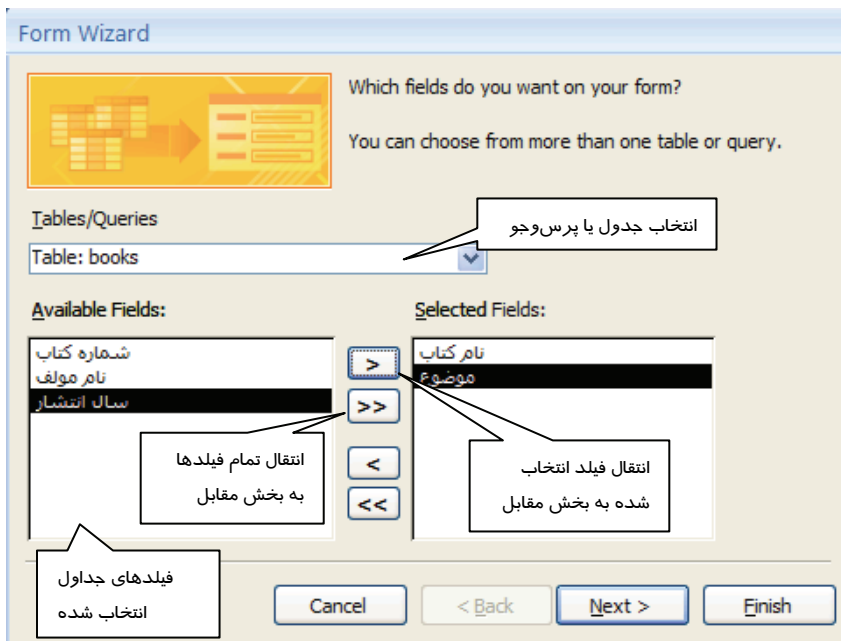 Form Wizard
Which fields do you want on your form?
You can choose from more than one table or query.
Tables/Queries
انتخاب جدول یا پرس‌وجو
Table: books
Available Fields:
Selected Fields:
شماره کتاب
نام مولف
سال انتشار
نام کتاب
موضوع
>
>>
<
<<
انتقال تمام فیلدها
به بخش مقابل
انتقال فیلد انتخاب
شده به بخش مقابل
فیلدهای جداول
انتخاب شده
Cancel
< Back
Next >
Finish